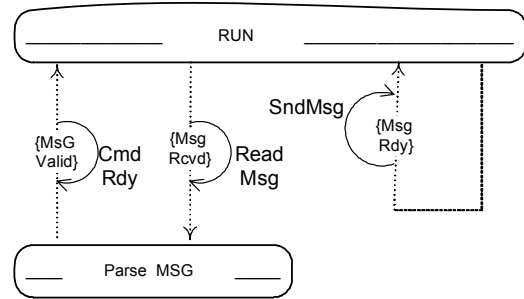 RUN
SndMsg
{MsG
Valid}
Cmd
Rdy
{Msg
Rcvd}
Read
Msg
{Msg
Rdy}
Parse MSG